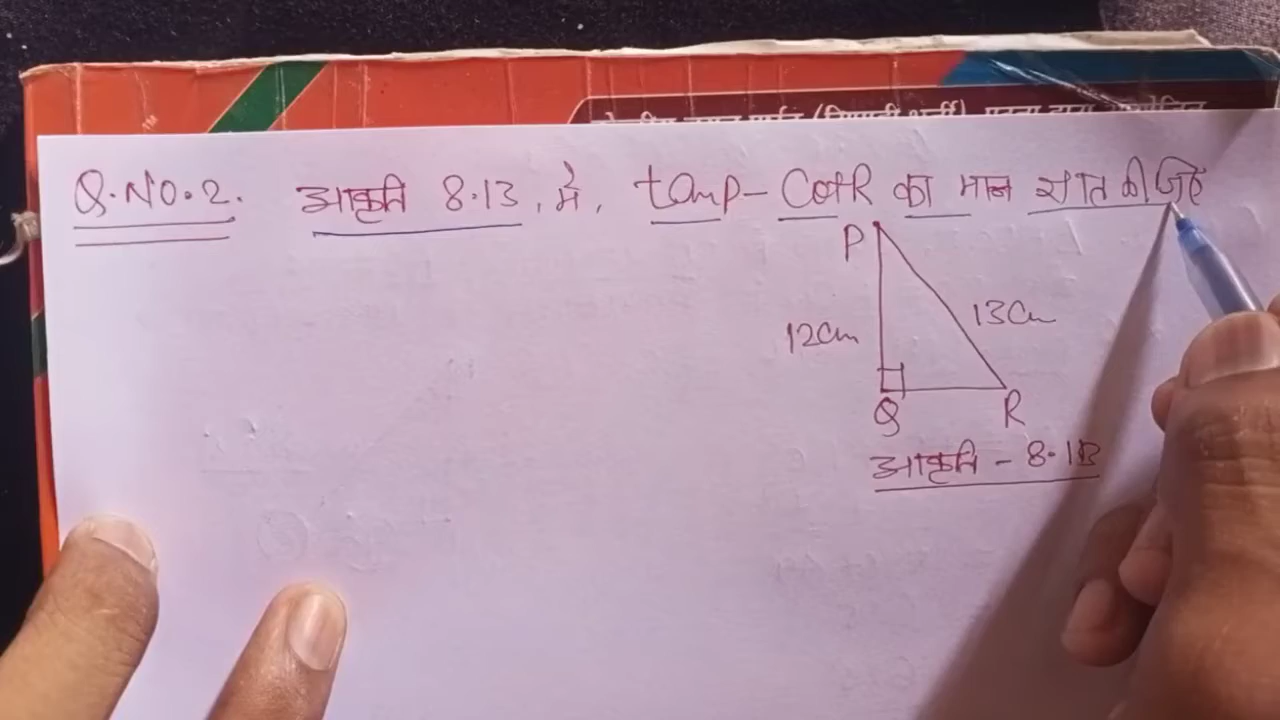 Q.No.2. आकृति 8.13, में, tanp - CotR का मान ज्ञात कीजिए
P
12Cm
13Cm
Q R
आकृति - 8.13